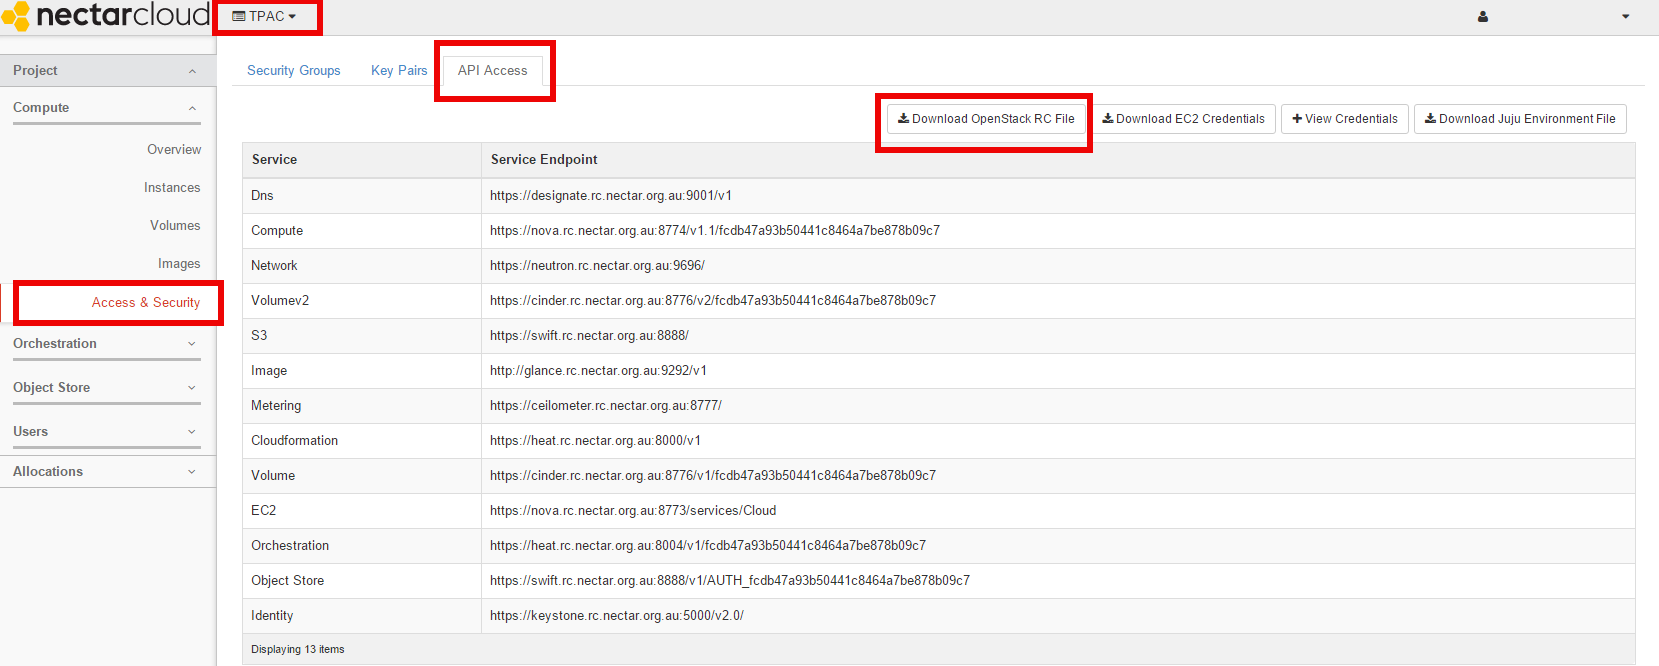 nectarcloud TPAC
Project
Compute
Overview
Instances
Volumes
Images
Access & Security
Orchestration
Object Store
Users
Allocations
Security Groups Key Pairs API Access
Download OpenStack RC File Download EC2 Credentials View Credentials Download Juju Environment File
Service Service Endpoint
Dns https://designate.rc.nectar.org.au:9001/v1
Compute https://nova.rc.nectar.org.au:8774/v1.1/fcdb47a93b50441c8464a7be878b09c7
Network https://neutron.rc.nectar.org.au:9696/
Volumev2 https://cinder.rc.nectar.org.au:8776/v2/fcdb47a93b50441c8464a7be878b09c7
S3 https://swift.rc.nectar.org.au:8888/
Image http://glance.rc.nectar.org.au:9292/v1
Metering https://ceilometer.rc.nectar.org.au:8777/
Cloudformation https://heat.rc.nectar.org.au:8000/v1
Volume https://cinder.rc.nectar.org.au:8776/v1/fcdb47a93b50441c8464a7be878b09c7
EC2 https://nova.rc.nectar.org.au:8773/services/Cloud
Orchestration https://heat.rc.nectar.org.au:8004/v1/fcdb47a93b50441c8464a7be878b09c7
Object Store https://swift.rc.nectar.org.au:8888/v1/AUTH_fcdb47a93b50441c8464a7be878b09c7
Identity https://keystone.rc.nectar.org.au:5000/v2.0/
Displaying 13 items